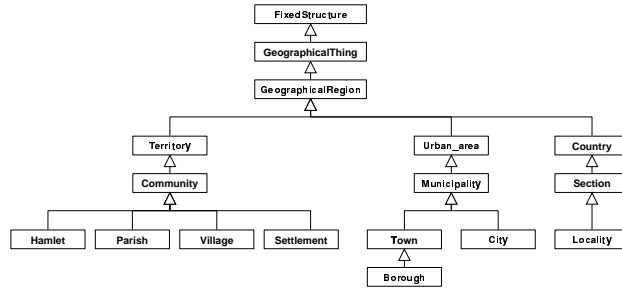 FixedStructure
GeographicalThing
GeographicalRegion
Territory
Urban_area
Country
Community
Municipality
Section
Hamlet
Parish
Village
Settlement
Town
City
Locality
Borough